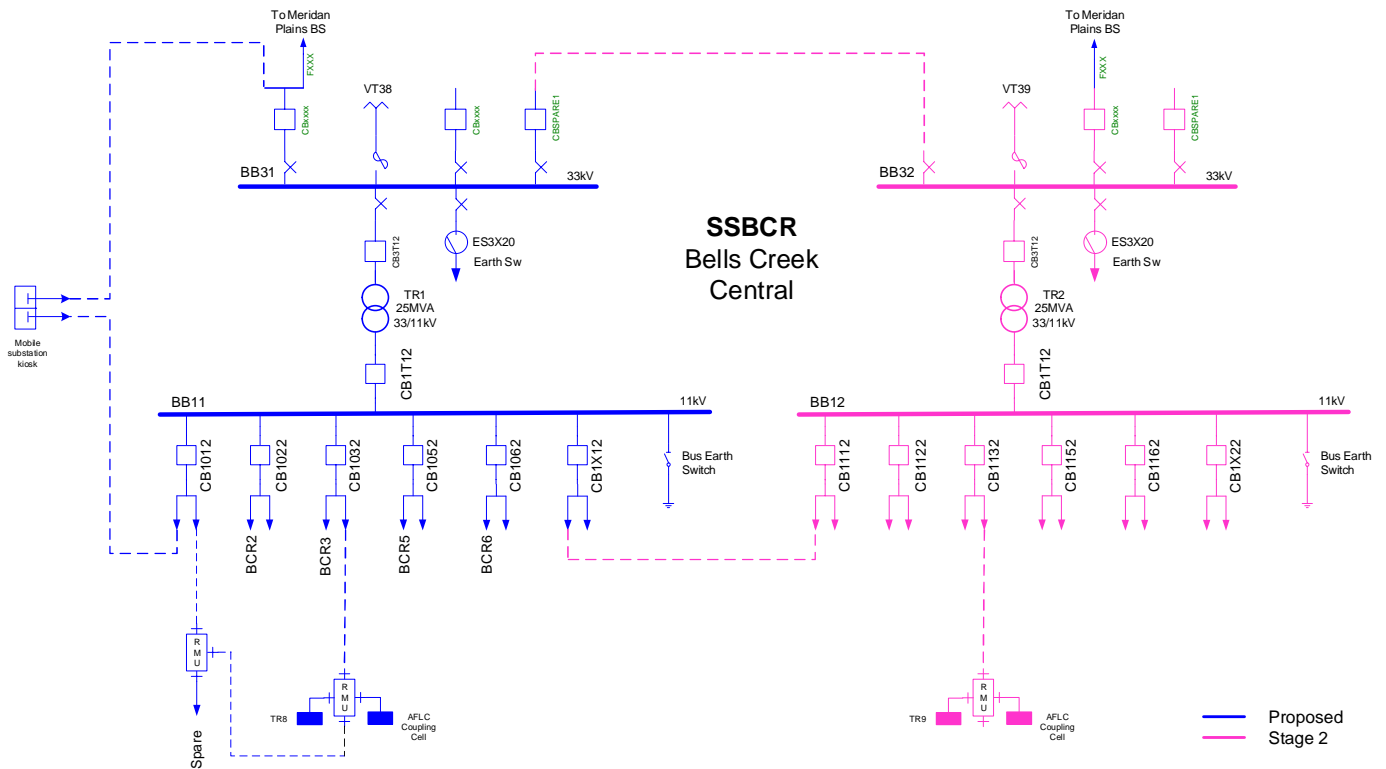 To Meridan
Plains BS
FXXX
CBxxxx
VT38
CBxxxx
CBSPARE1
BB31
33kV
CB3T12
ES3X20
Earth Sw
TR1
25MVA
33/11kV
CB1T12
Mobile
substation
kiosk
SSBCR
Bells Creek
Central
To Meridan
Plains BS
FXXX
VT39
CBxxxx
CBSPARE1
BB32
33kV
CB3T12
ES3X20
Earth Sw
TR2
25MVA
33/11kV
CB1T12
BB11
11kV
CB1012
CB1022
CB1032
CB1052
CB1062
CB1X12
Bus Earth
Switch
BCR2
BCR3
BCR5
BCR6
BB12
11kV
CB1112
CB1122
CB1132
CB1152
CB1162
CB1X22
Bus Earth
Switch
R
M
U
Spare
R
M
U
TR8
AFLC
Coupling
Cell
R
M
U
TR9
AFLC
Coupling
Cell
Proposed
Stage 2